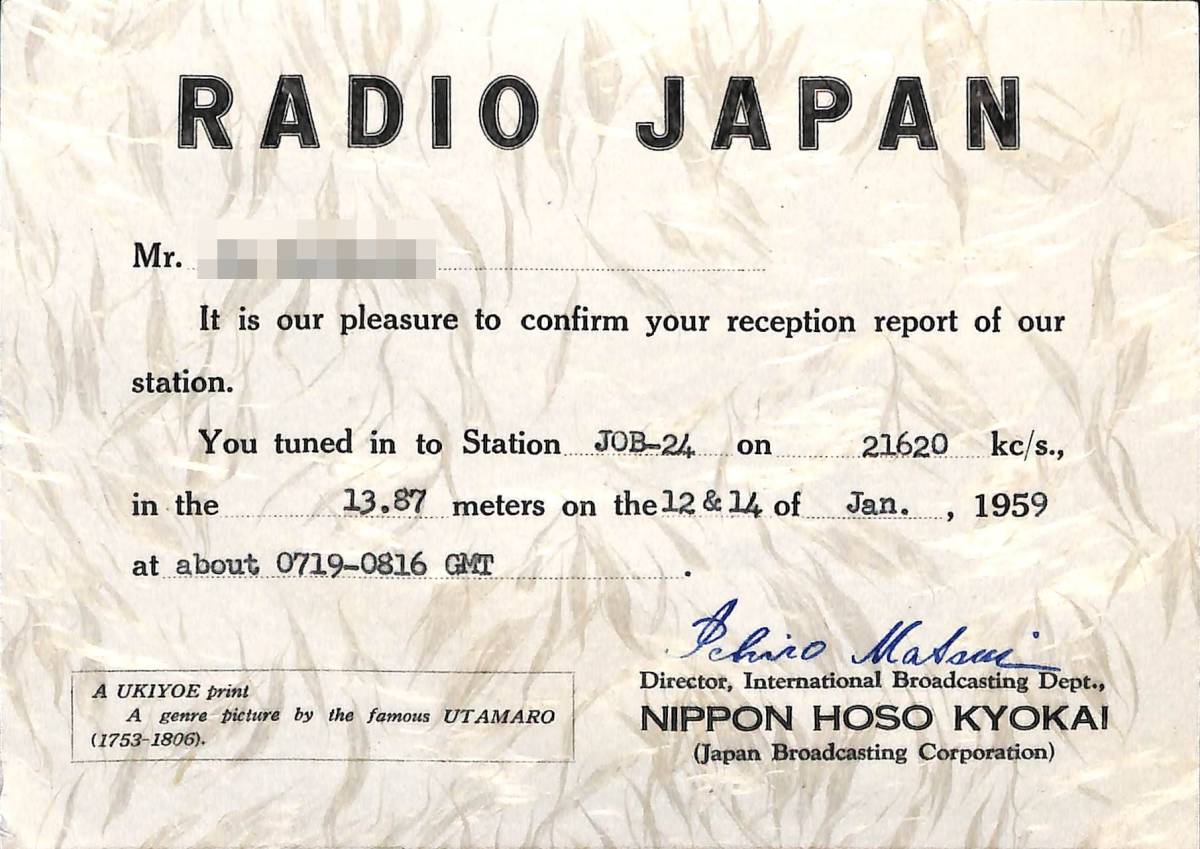 RADIO JAPAN
Mr.
It is our pleasure to confirm your reception report of our
station.
You tuned in to Station JOB-24 on 21620 kc/s.,
in the 13.87 meters on the 12 & 14 of Jan. , 1959
at about 0719-0816 GMT .
Ichiro Matsui
Director, International Broadcasting Dept.,
NIPPON HOSO KYOKAI
(Japan Broadcasting Corporation)
A UKIYOE print
A genre picture by the famous UTAMARO
(1753-1806).